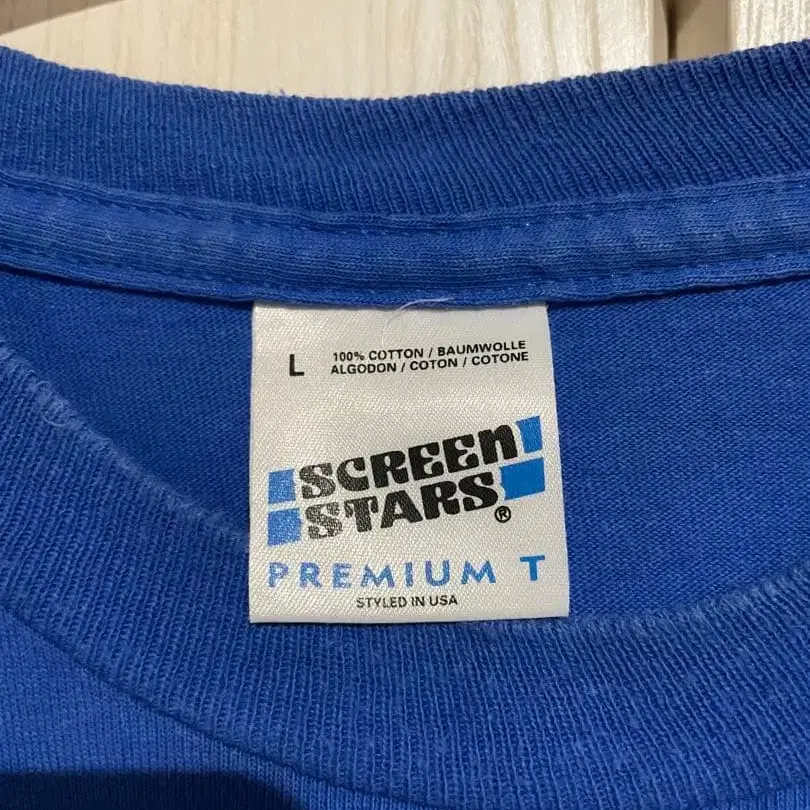 L
100% COTTON / BAUMWOLLE
ALGODON / COTON / COTONE
SCREEN
STARS®
PREMIUM T
STYLED IN USA